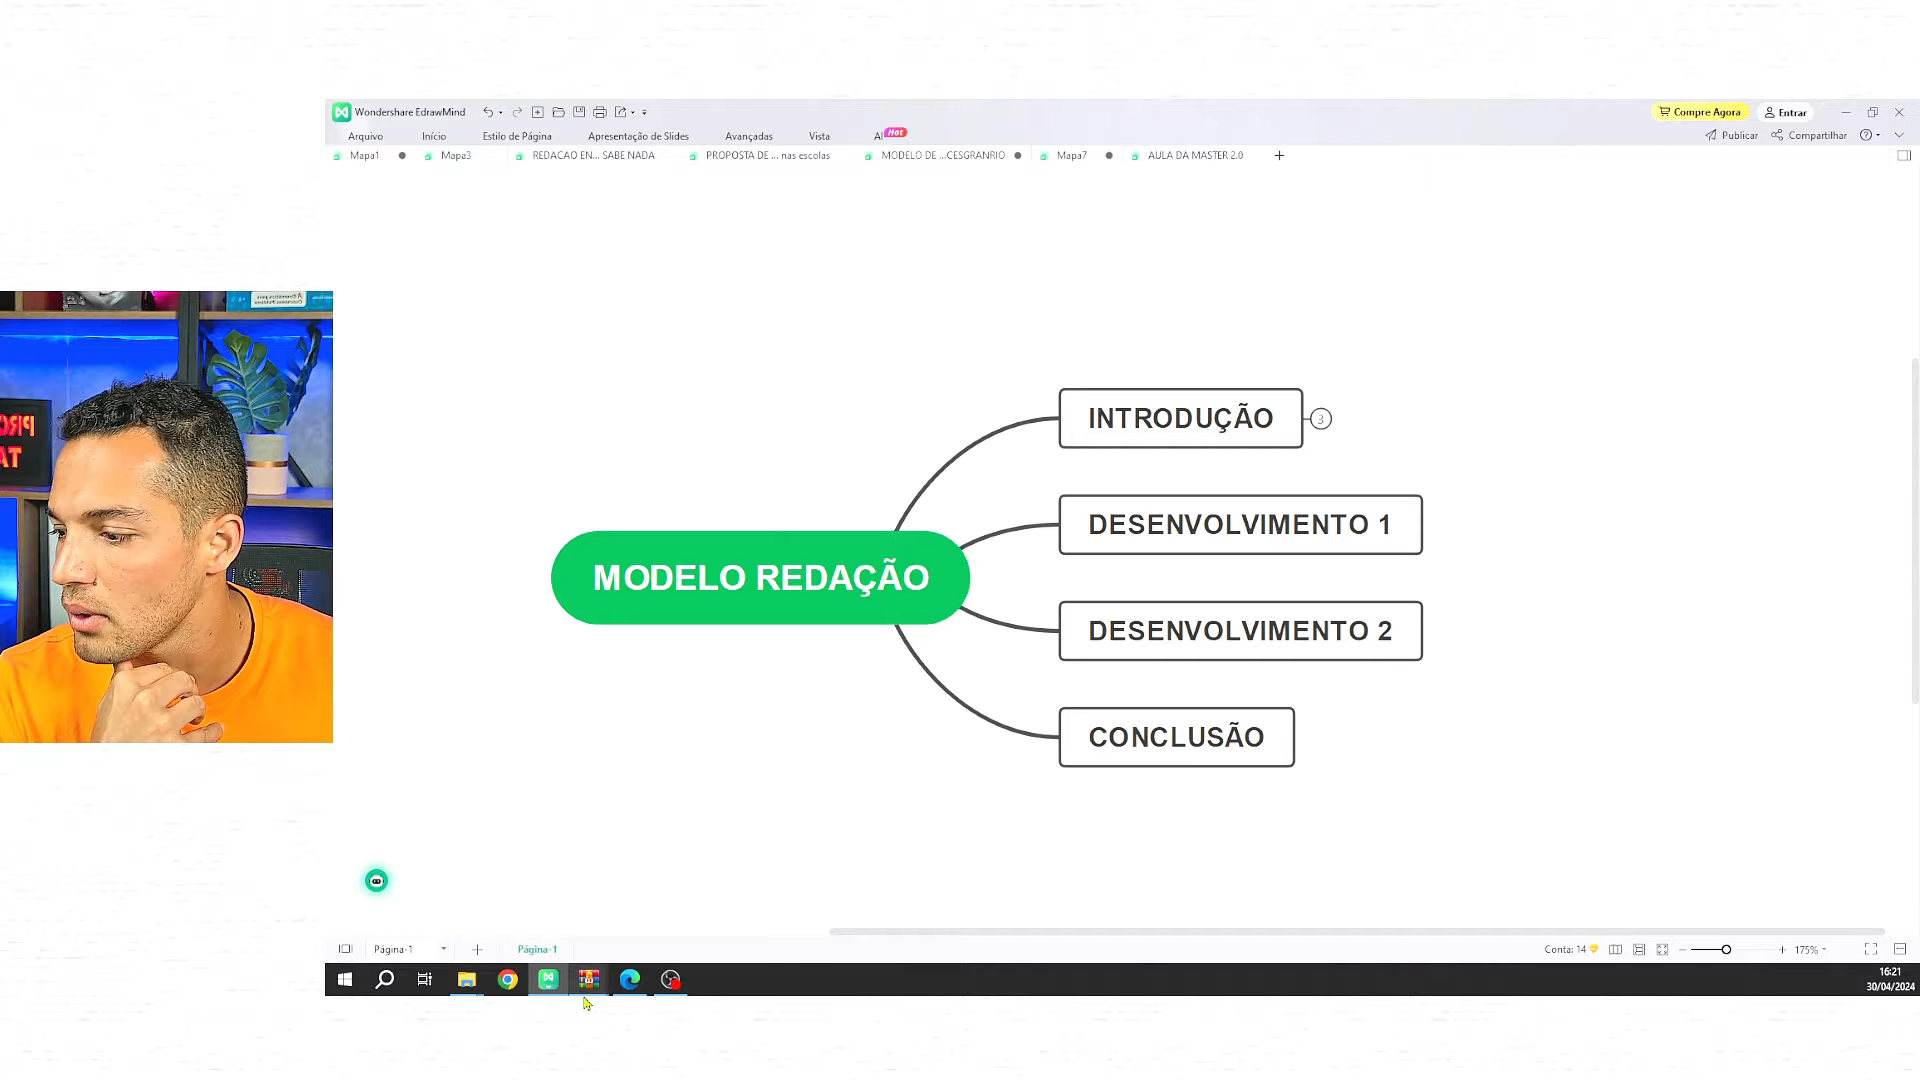 Wondershare EdrawMind
Compre Agora
Entrar
Arquivo
Início
Estilo de Página
Apresentação de Slides
Avançadas
Vista
AI
Hot
Publicar
Compartilhar
Mapa1
Mapa3
REDACAO EN... SABE NADA
PROPOSTA DE ... nas escolas
MODELO DE ...CESGRANRIO
Mapa7
AULA DA MASTER 2.0
INTRODUÇÃO
3
DESENVOLVIMENTO 1
MODELO REDAÇÃO
DESENVOLVIMENTO 2
CONCLUSÃO
Página-1
Página-1
Conta: 14
175%
16:21
30/04/2024